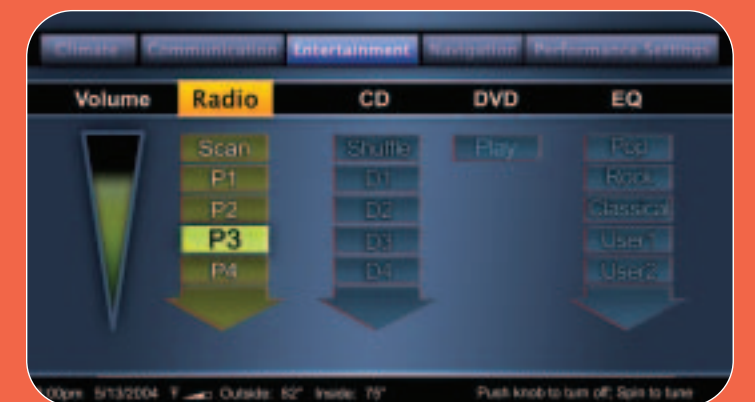 Climate Communication Entertainment Navigation Performance Settings
Volume Radio CD DVD EQ
Scan Shuffle Play Pop
P1 D1 Rock
P2 D2 Classical
P3 D3 User1
P4 D4 User2
:00pm 5/13/2004 Outside: 62° Inside: 75° Push knob to turn off; Spin to tune